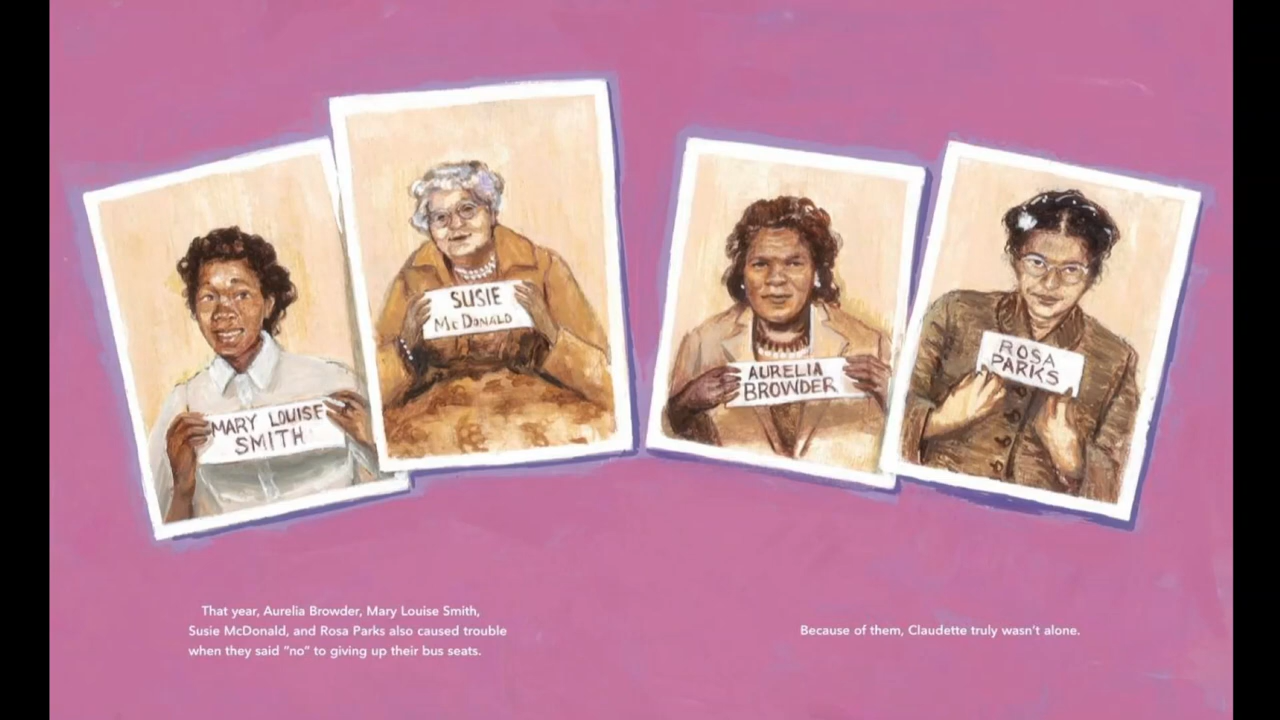 MARY LOUISE
SMITH
SUSIE
McDONALD
AURELIA
BROWDER
ROSA
PARKS
That year, Aurelia Browder, Mary Louise Smith,
Susie McDonald, and Rosa Parks also caused trouble
when they said “no” to giving up their bus seats.
Because of them, Claudette truly wasn’t alone.